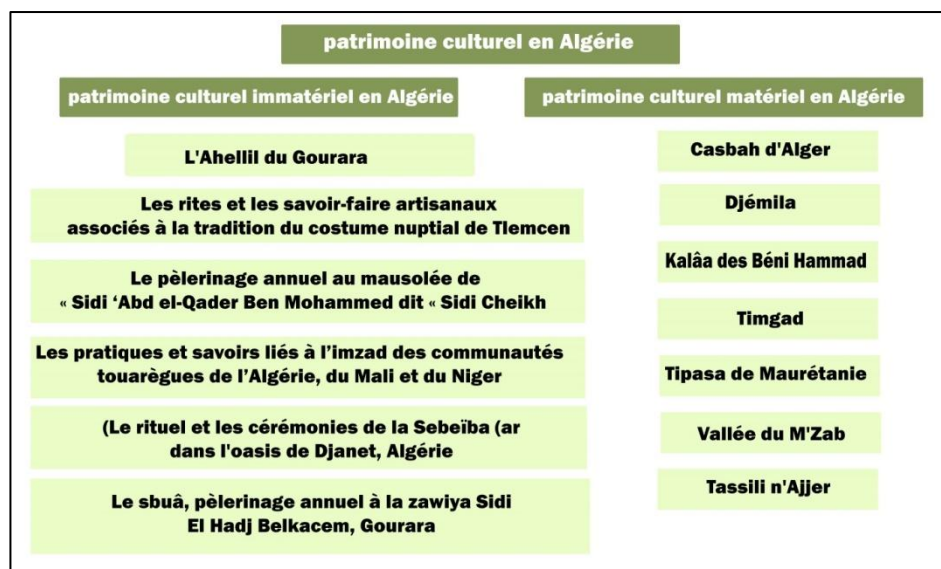 patrimoine culturel en Algérie
patrimoine culturel immatériel en Algérie
L'Ahellil du Gourara
Les rites et les savoir-faire artisanaux
associés à la tradition du costume nuptial de Tlemcen
Le pèlerinage annuel au mausolée de
« Sidi ‘Abd el-Qader Ben Mohammed dit « Sidi Cheikh
Les pratiques et savoirs liés à l’imzad des communautés
touarègues de l’Algérie, du Mali et du Niger
(Le rituel et les cérémonies de la Sebeïba (ar
dans l'oasis de Djanet, Algérie
Le sbuâ, pèlerinage annuel à la zawiya Sidi
El Hadj Belkacem, Gourara
patrimoine culturel matériel en Algérie
Casbah d'Alger
Djémila
Kalâa des Béni Hammad
Timgad
Tipasa de Maurétanie
Vallée du M'Zab
Tassili n'Ajjer